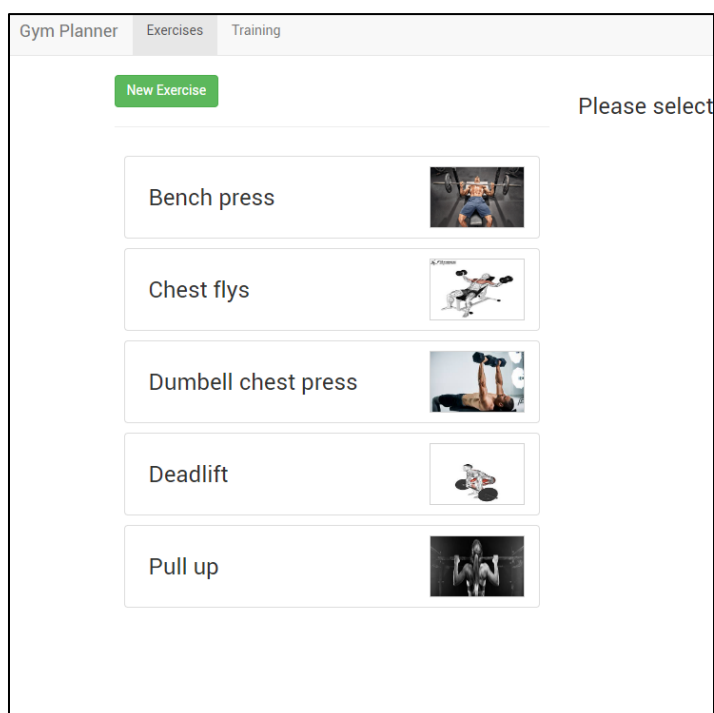 Gym Planner Exercises Training
New Exercise
Please select
Bench press
Chest flys
Dumbell chest press
Deadlift
Pull up